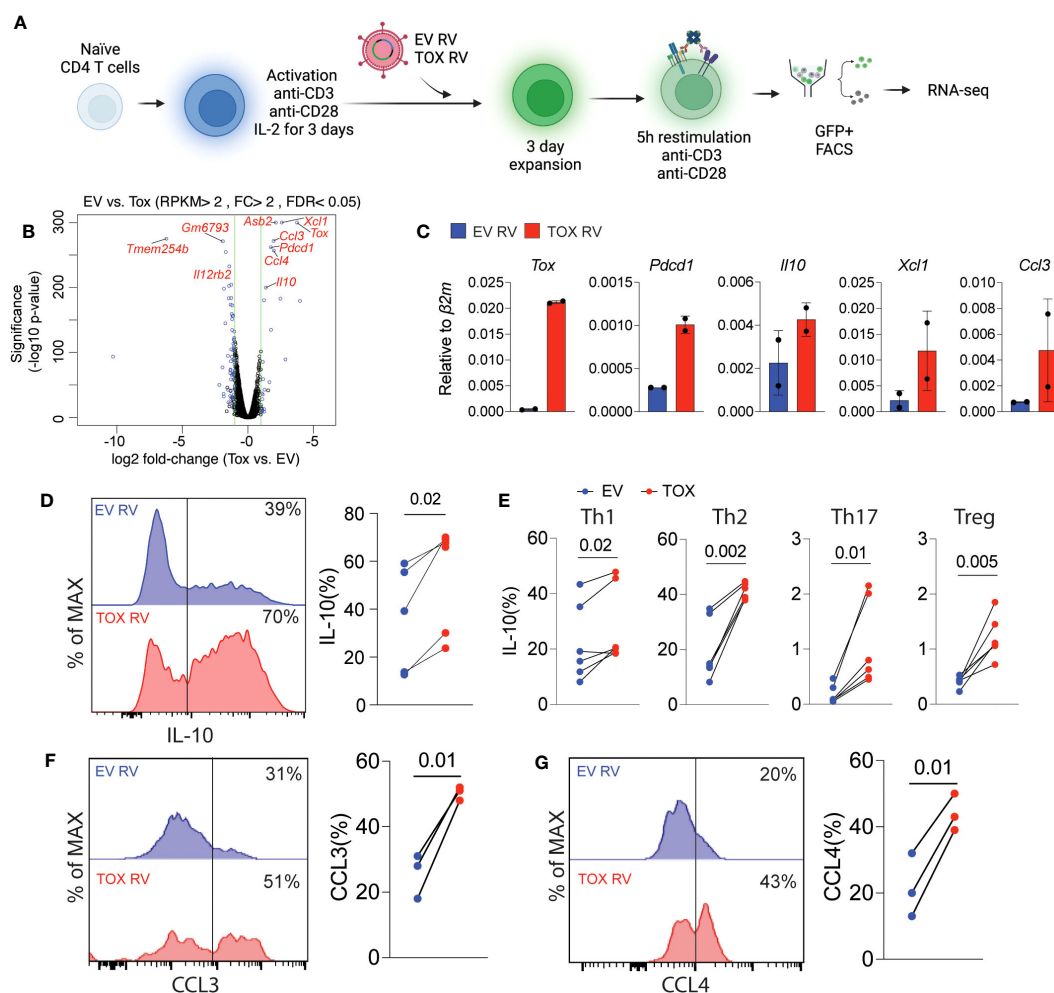 A
Naïve
CD4 T cells
Activation
anti-CD3
anti-CD28
IL-2 for 3 days
EV RV
TOX RV
3 day
expansion
5h restimulation
anti-CD3
anti-CD28
GFP+
FACS
RNA-seq
B
EV vs. Tox (RPKM> 2 , FC> 2 , FDR< 0.05)
Significance
(-log10 p-value)
300
200
100
0
Tmem254b
Gm6793
Il12rb2
Asb2
Xcl1
Tox
Ccl3
Pdcd1
Ccl4
Il10
-10
-5
-0
-5
log2 fold-change (Tox vs. EV)
C
EV RV
TOX RV
Relative to β2m
Tox
0.025
0.020
0.015
0.010
0.005
0.000
Pdcd1
0.0015
0.0010
0.0005
0.0000
Il10
0.006
0.004
0.002
0.000
Xcl1
0.025
0.020
0.015
0.010
0.005
0.000
Ccl3
0.010
0.008
0.006
0.004
0.002
0.000
D
EV RV
39%
TOX RV
70%
% of MAX
IL-10
IL-10(%)
80
60
40
20
0
0.02
E
EV
TOX
IL-10(%)
Th1
60
40
20
0
0.02
Th2
60
40
20
0
0.002
Th17
3
2
1
0
0.01
Treg
3
2
1
0
0.005
F
EV RV
31%
TOX RV
51%
% of MAX
CCL3
CCL3(%)
60
40
20
0
0.01
G
EV RV
20%
TOX RV
43%
% of MAX
CCL4
CCL4(%)
60
40
20
0
0.01